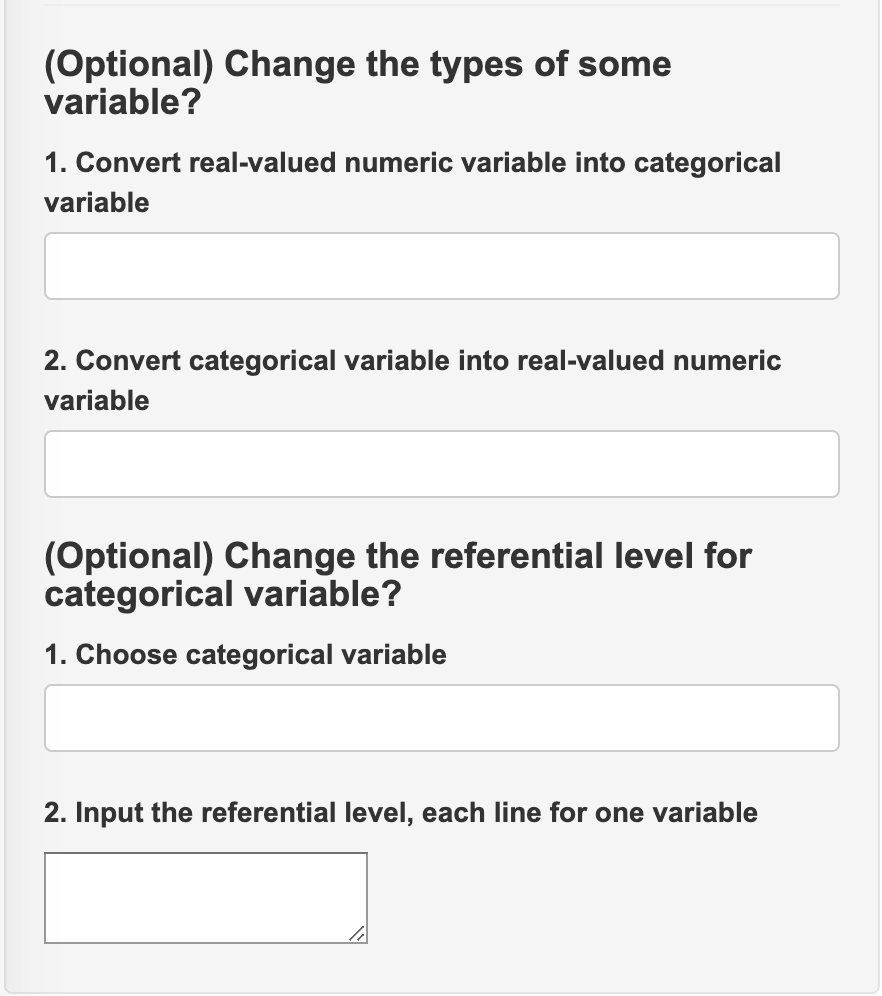 (Optional) Change the types of some
variable?
1. Convert real-valued numeric variable into categorical
variable
2. Convert categorical variable into real-valued numeric
variable
(Optional) Change the referential level for
categorical variable?
1. Choose categorical variable
2. Input the referential level, each line for one variable